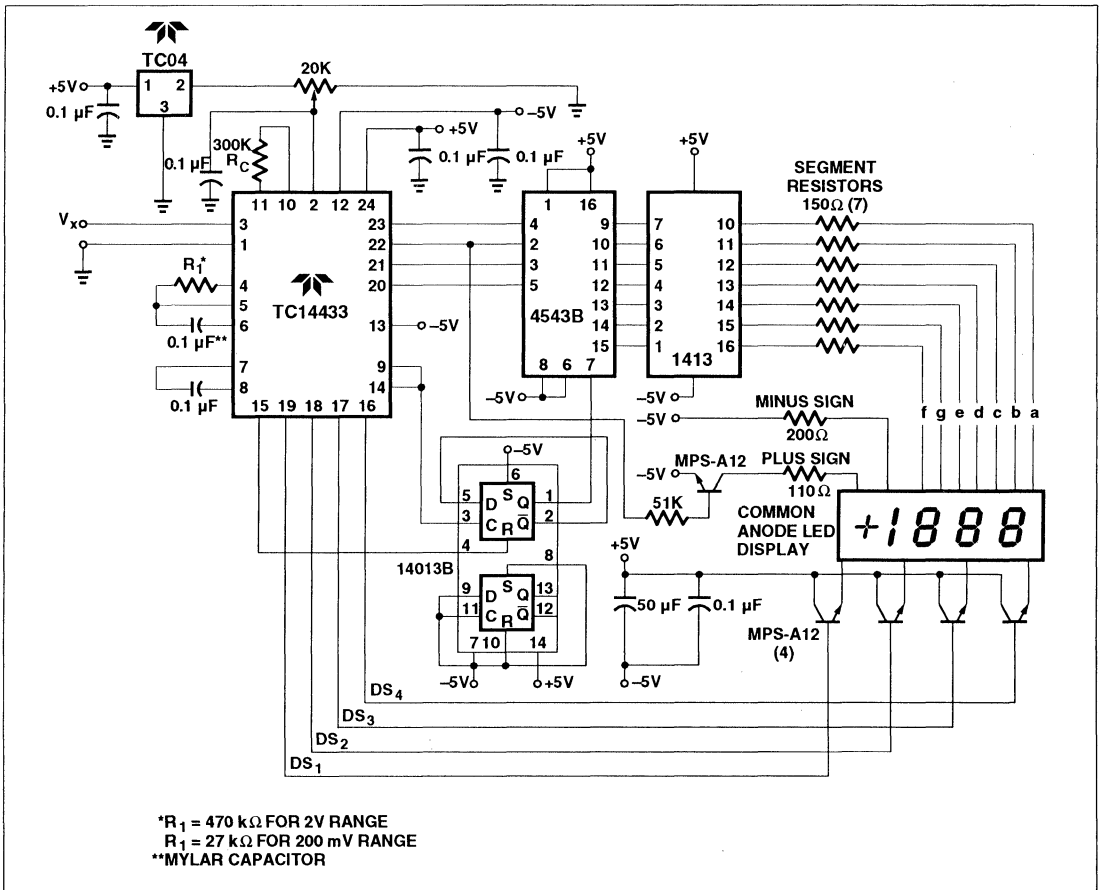 TC04
+5V 1 2 20K
3
0.1 µF
–5V
+5V
300K
R_C
0.1 µF
0.1 µF 0.1 µF
+5V
+5V
SEGMENT
RESISTORS
150Ω (7)
11 10 2 12 24
1 16
V_X 3 23 4 9 7 10
1 22 2 10 6 11
21 3 11 5 12
R_1* 4 20 5 12 4 13
TC14433
5
4543B 13 3 14
6 13 –5V 14 2 15
0.1 µF**
15 1 16
1413
7 9 8 6 7
8 14
–5V –5V
0.1 µF
15 19 18 17 16
–5V
MINUS SIGN
200Ω
f g e d c b a
–5V
6
–5V MPS-A12 PLUS SIGN
110Ω
5 D S Q 1
3 C R Q̅ 2
51K
4
COMMON
ANODE LED
DISPLAY
+1888
14013B
8
+5V
9 D S Q 13
11 C R Q̅ 12
50 µF 0.1 µF
MPS-A12
(4)
7 10 14
–5V +5V
–5V
DS4
DS3
DS2
DS1
*R1 = 470 kΩ FOR 2V RANGE
R1 = 27 kΩ FOR 200 mV RANGE
**MYLAR CAPACITOR